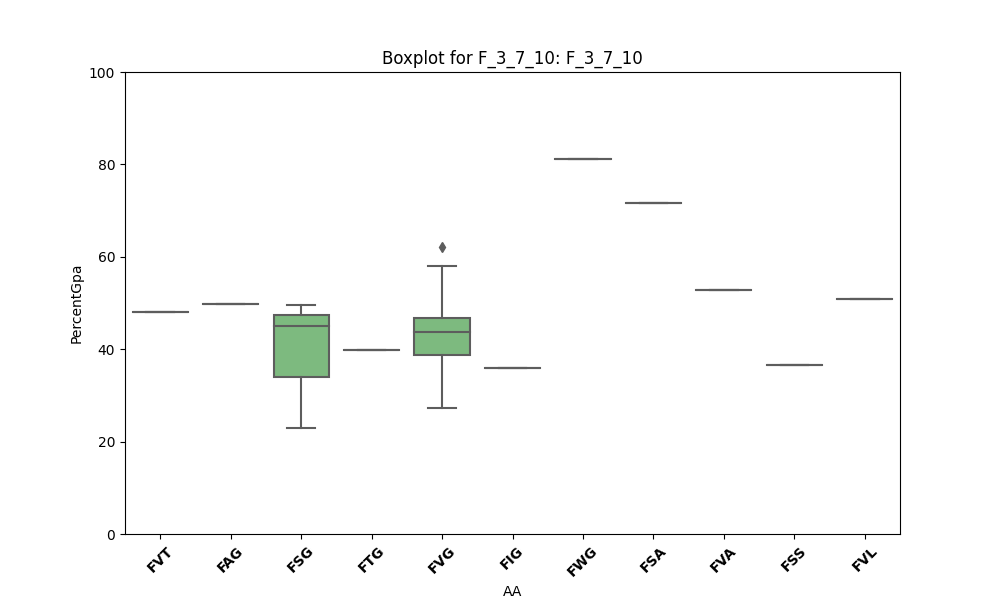 Boxplot for F_3_7_10: F_3_7_10
100
80
60
40
20
0
PercentGpa
FVT
FAG
FSG
FTG
FVG
FIG
FWG
FSA
FVA
FSS
FVL
AA